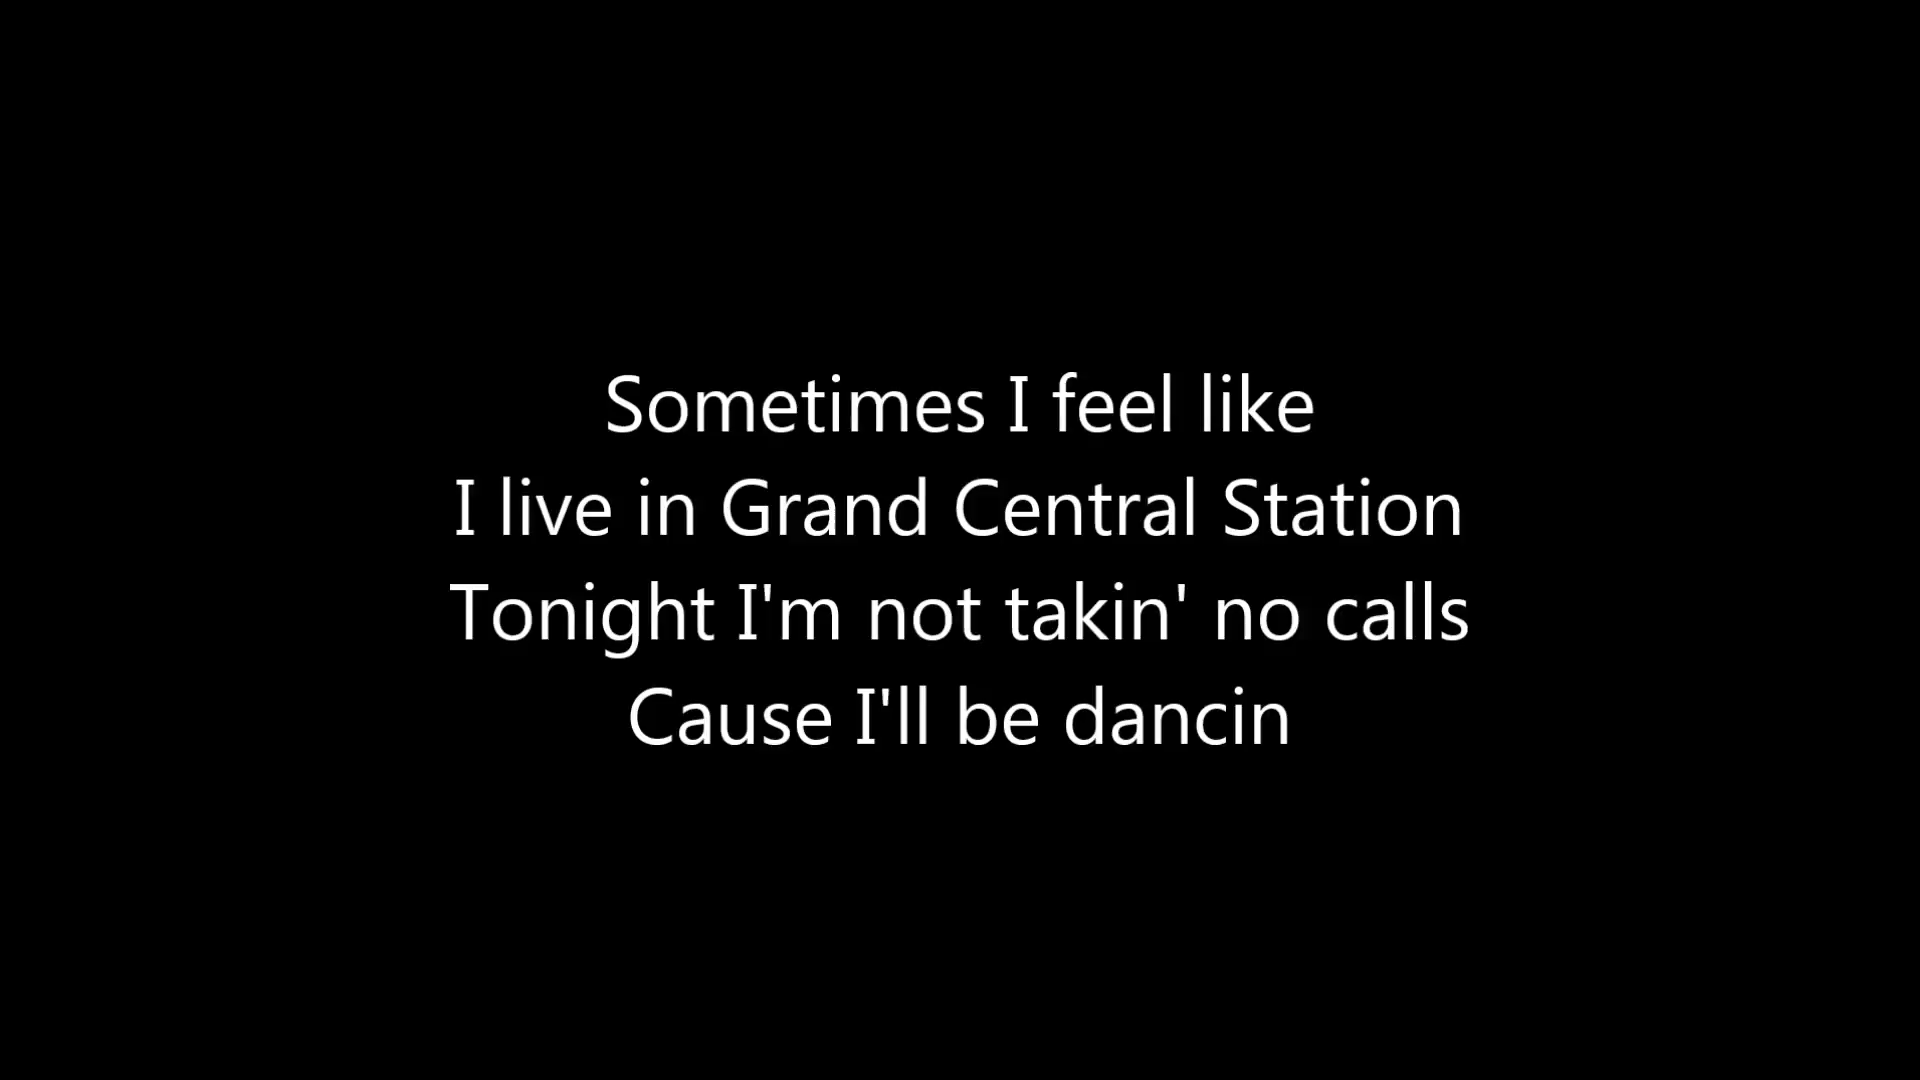 Sometimes I feel like
I live in Grand Central Station
Tonight I'm not takin' no calls
Cause I'll be dancin